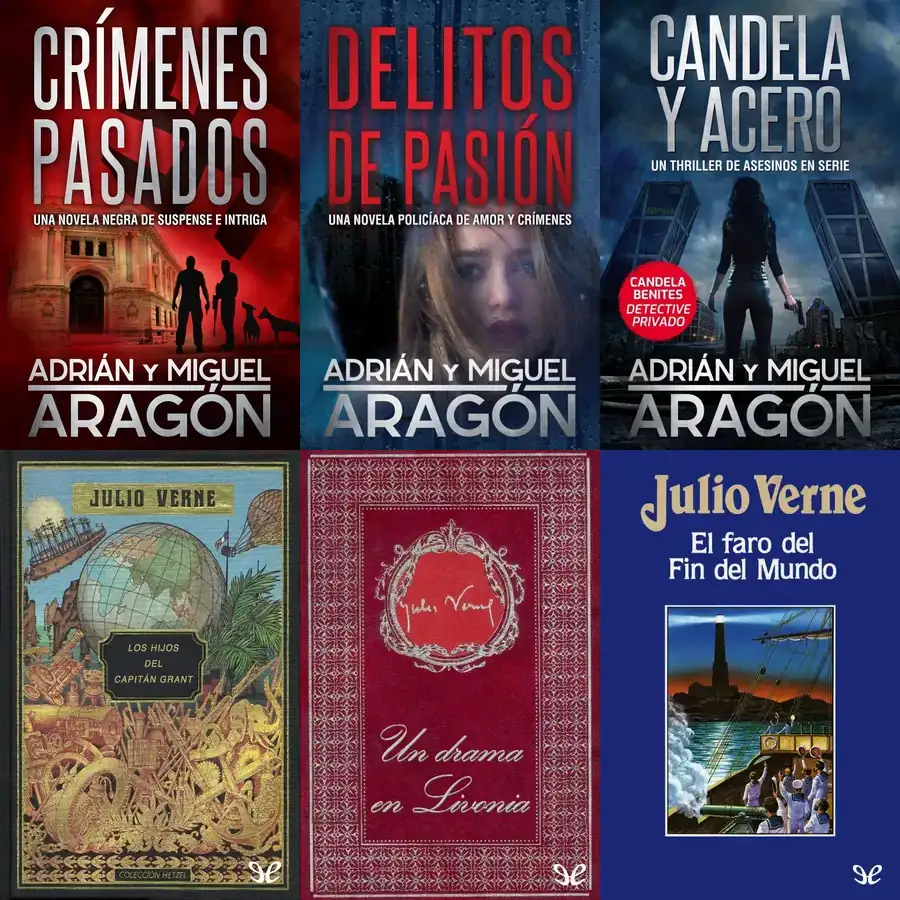 CRÍMENES
PASADOS
UNA NOVELA NEGRA DE SUSPENSE E INTRIGA
ADRIÁN Y MIGUEL
ARAGÓN
DELITOS
DE PASIÓN
UNA NOVELA POLICÍACA DE AMOR Y CRÍMENES
ADRIÁN Y MIGUEL
ARAGÓN
CANDELA
Y ACERO
UN THRILLER DE ASESINOS EN SERIE
CANDELA
BENITES
DETECTIVE
PRIVADO
ADRIÁN Y MIGUEL
ARAGÓN
JULIO VERNE
LOS HIJOS
DEL
CAPITÁN GRANT
COLECCIÓN HETZEL
Jules Verne
Un drama
en Livonia
Julio Verne
El faro del
Fin del Mundo